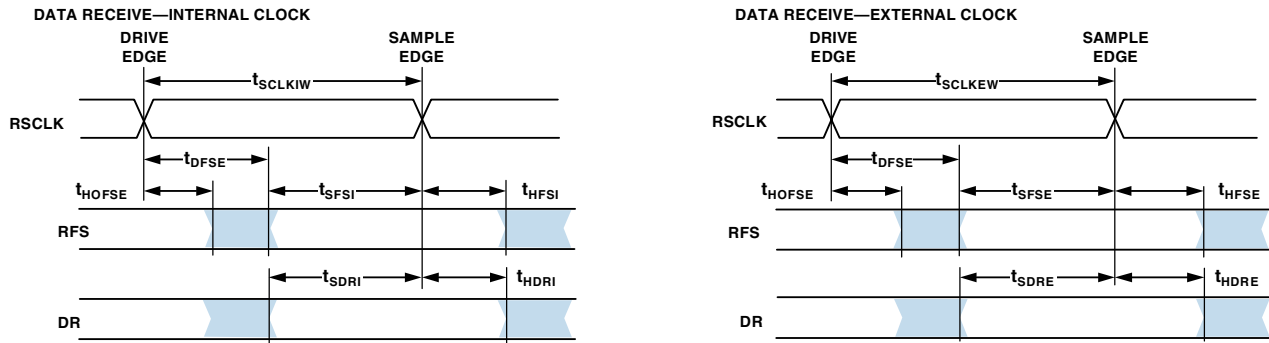 DATA RECEIVE—INTERNAL CLOCK
DRIVE
EDGE
SAMPLE
EDGE
tSCLKIW
RSCLK
tDFSE
tHOFSE
tSFSI
tHFSI
RFS
tSDRI
tHDRI
DR
DATA RECEIVE—EXTERNAL CLOCK
DRIVE
EDGE
SAMPLE
EDGE
tSCLKEW
RSCLK
tDFSE
tHOFSE
tSFSE
tHFSE
RFS
tSDRE
tHDRE
DR